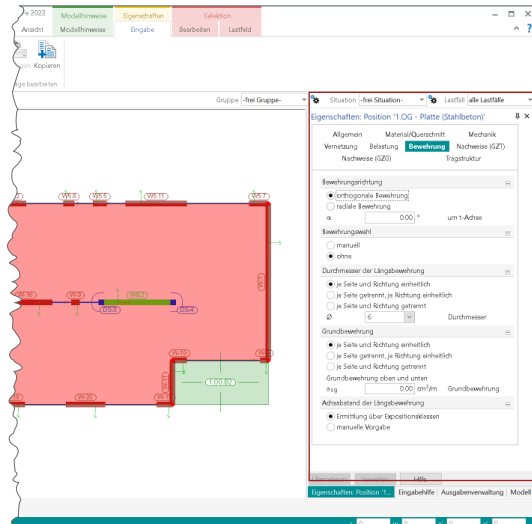 2022 Modellhinweise Eigenschaften Selektion
Ansicht Modellhinweise Eingabe Bearbeiten Lastfeld
Kopieren
bearbeiten
Gruppe -frei Gruppe- Situation -frei Situation- Lastfall alle Lastfälle
Eigenschaften: Position '1.OG - Platte (Stahlbeton)'
Allgemein Material/Querschnitt Mechanik
Vernetzung Belastung Bewehrung Nachweise (GZT)
Nachweise (GZG) Tragstruktur
Bewehrungsrichtung
orthogonale Bewehrung
radiale Bewehrung
α 0.00 ° um t-Achse
Bewehrungswahl
manuell
ohne
Durchmesser der Längsbewehrung
je Seite und Richtung einheitlich
je Seite getrennt, je Richtung einheitlich
je Seite und Richtung getrennt
Ø 6 Durchmesser
Grundbewehrung
je Seite und Richtung einheitlich
je Seite getrennt, je Richtung einheitlich
je Seite und Richtung getrennt
Grundbewehrung oben und unten
asg 0.00 cm²/m Grundbewehrung
Achsabstand der Längsbewehrung
Ermittlung über Expositionsklassen
manuelle Vorgabe
W-16
W-9
DS-3
DS-4
W-10
W-11
W-20
Hilfe
Eigenschaften: Position '1... Eingabehilfe Ausgabenverwaltung Modell